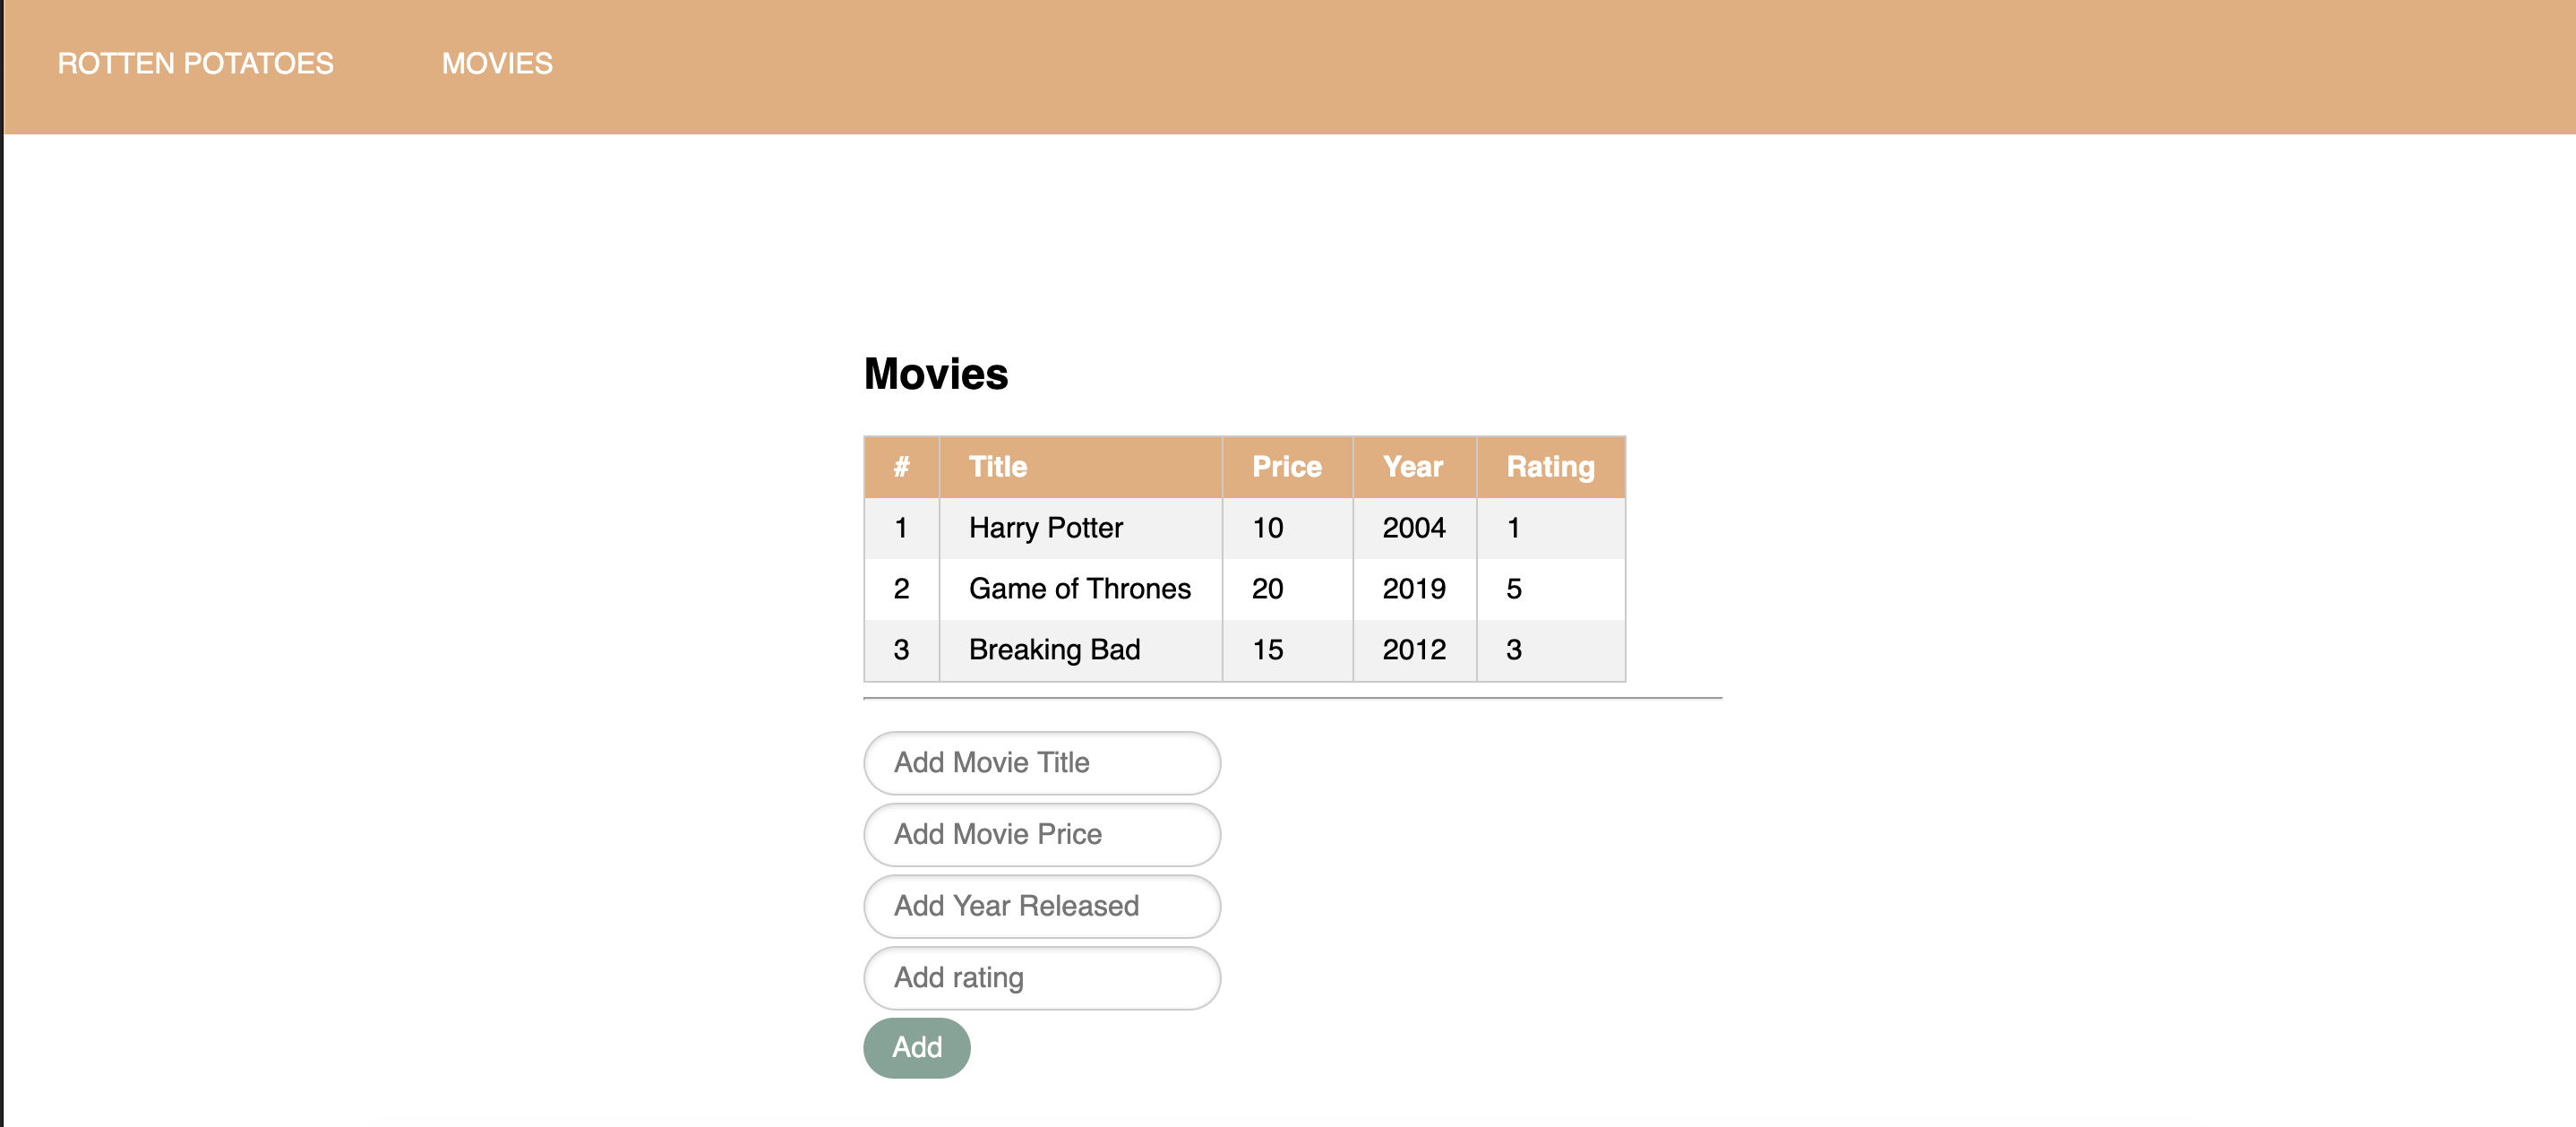 ROTTEN POTATOES MOVIES
Movies
# Title Price Year Rating
1 Harry Potter 10 2004 1
2 Game of Thrones 20 2019 5
3 Breaking Bad 15 2012 3
Add Movie Title
Add Movie Price
Add Year Released
Add rating
Add